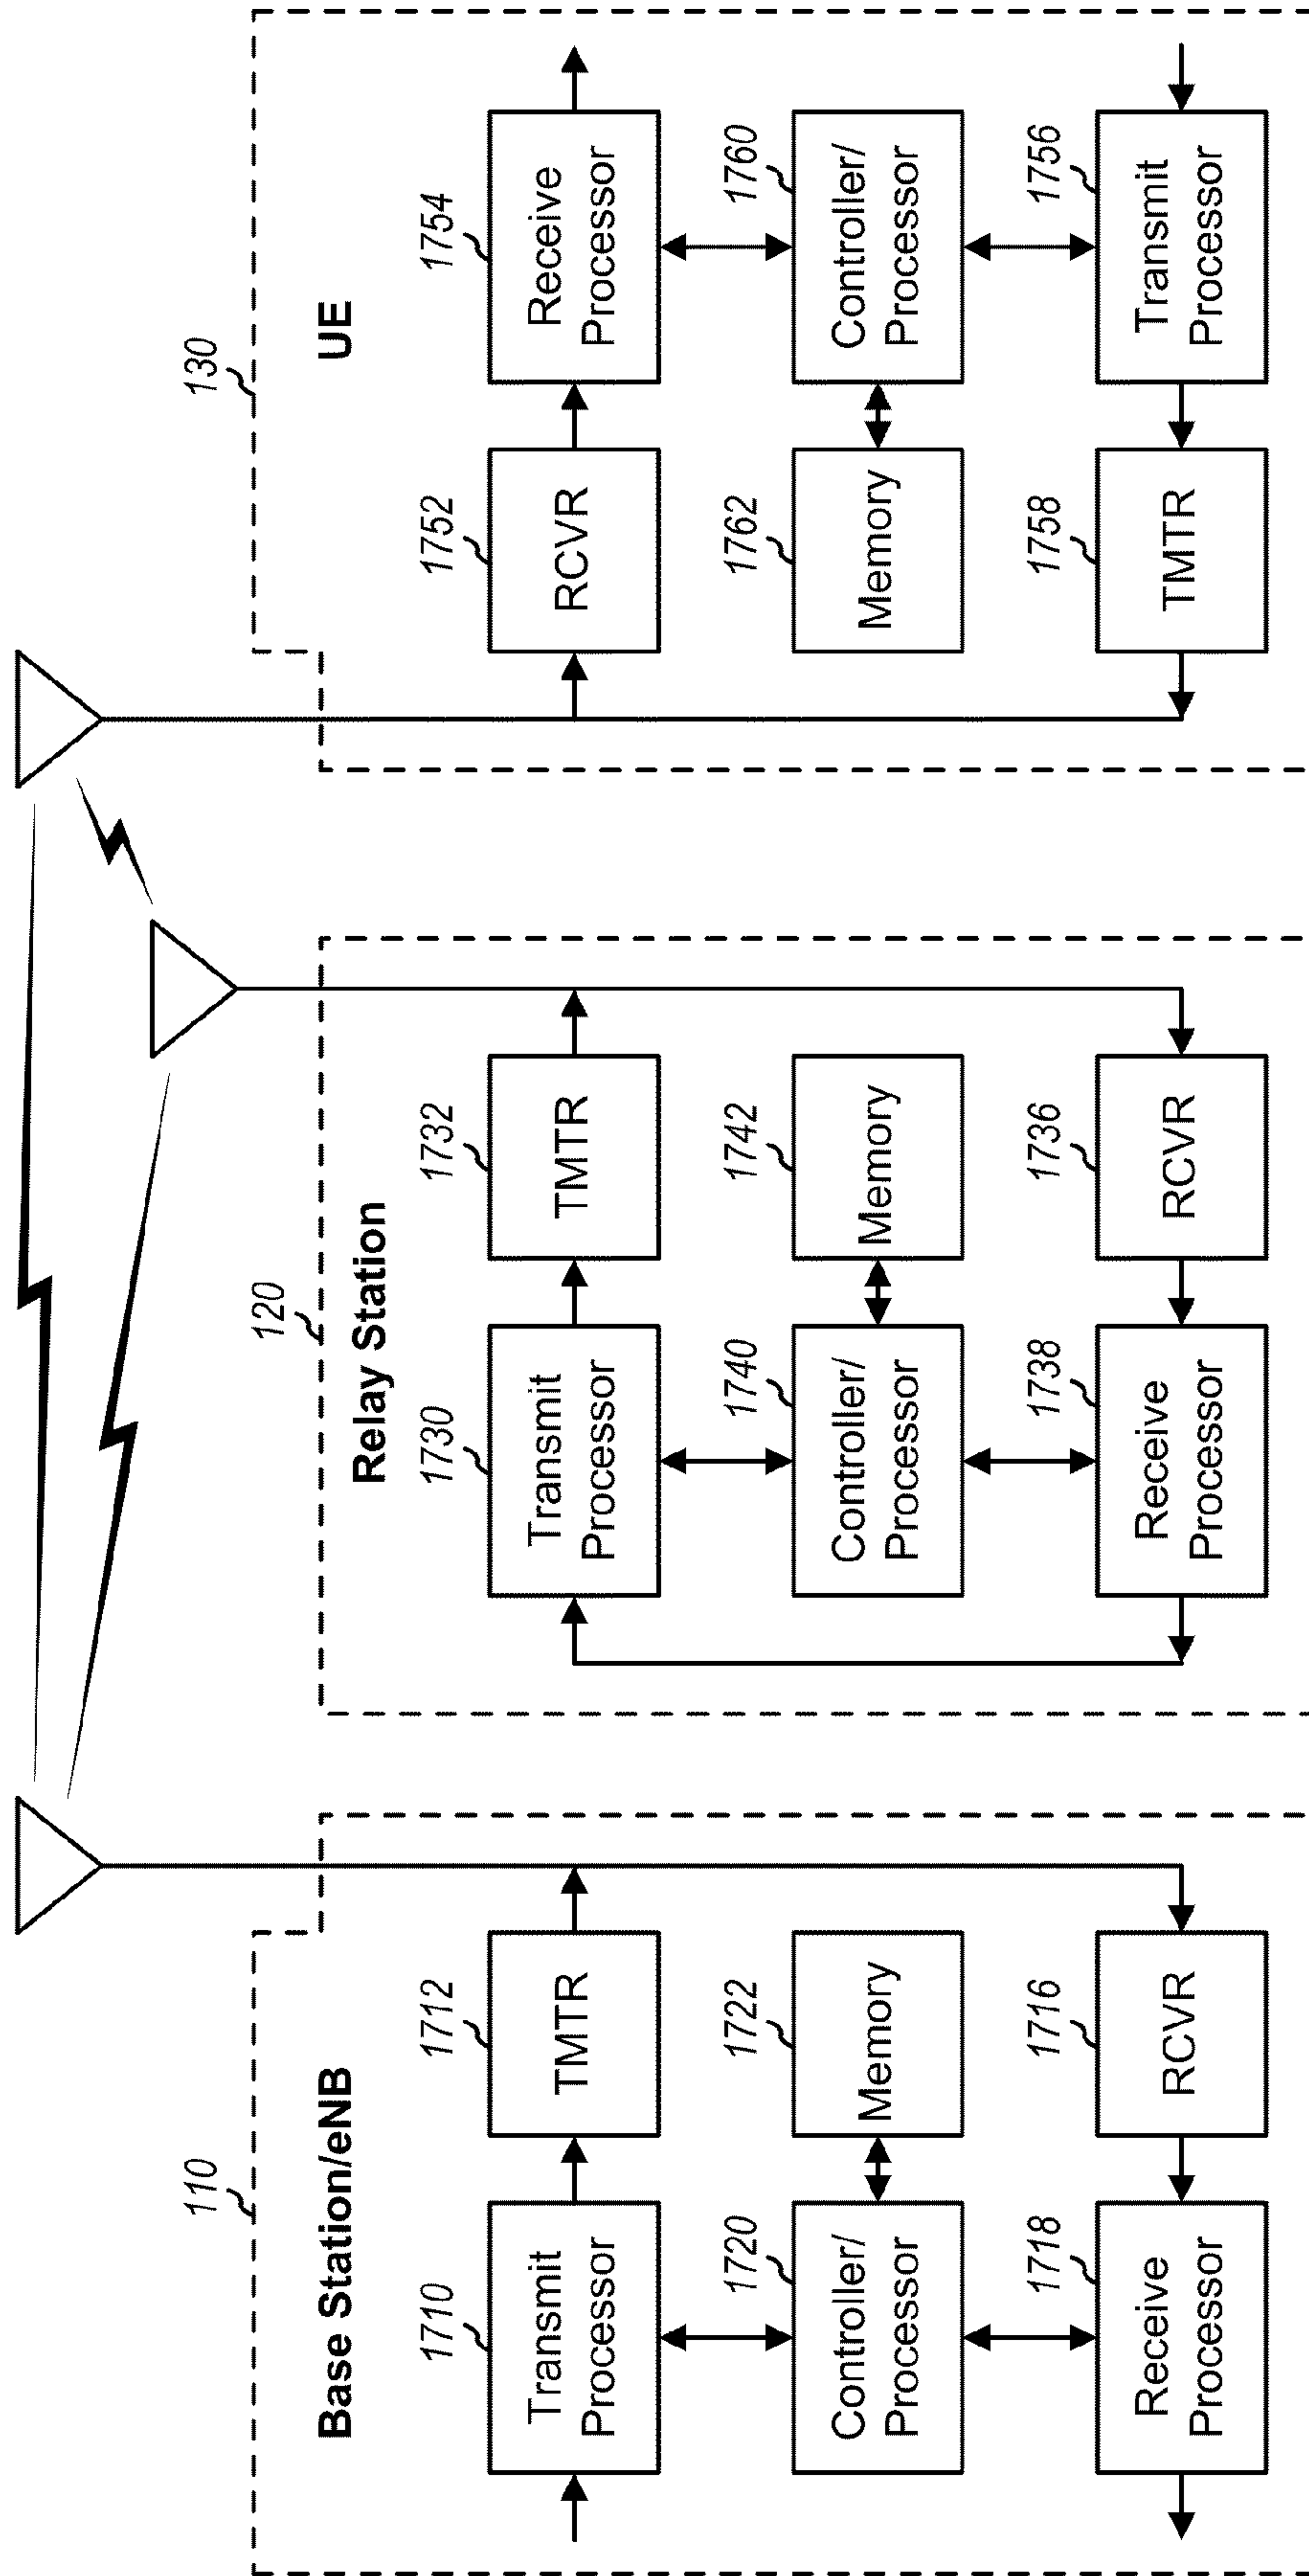 110
Base Station/eNB
1710
Transmit
Processor
1712
TMTR
1720
Controller/
Processor
1722
Memory
1718
Receive
Processor
1716
RCVR
120
Relay Station
1730
Transmit
Processor
1732
TMTR
1740
Controller/
Processor
1742
Memory
1738
Receive
Processor
1736
RCVR
130
UE
1752
RCVR
1754
Receive
Processor
1762
Memory
1760
Controller/
Processor
1758
TMTR
1756
Transmit
Processor